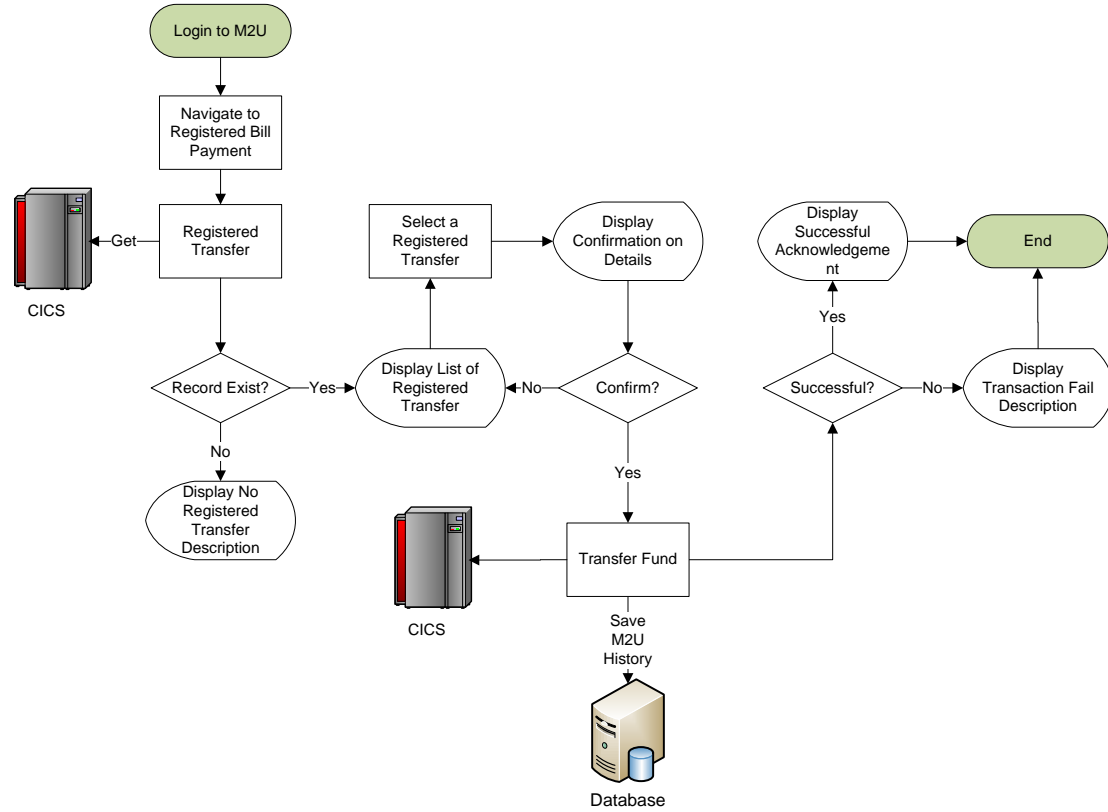 Login to M2U
Navigate to
Registered Bill
Payment
Get
Registered
Transfer
CICS
Record Exist?
Yes
No
Display No
Registered
Transfer
Description
Select a
Registered
Transfer
Display List of
Registered
Transfer
Display
Confirmation on
Details
No
Confirm?
Yes
CICS
Transfer Fund
Save
M2U
History
Database
Display
Successful
Acknowledgeme
nt
Yes
Successful?
No
Display
Transaction Fail
Description
End